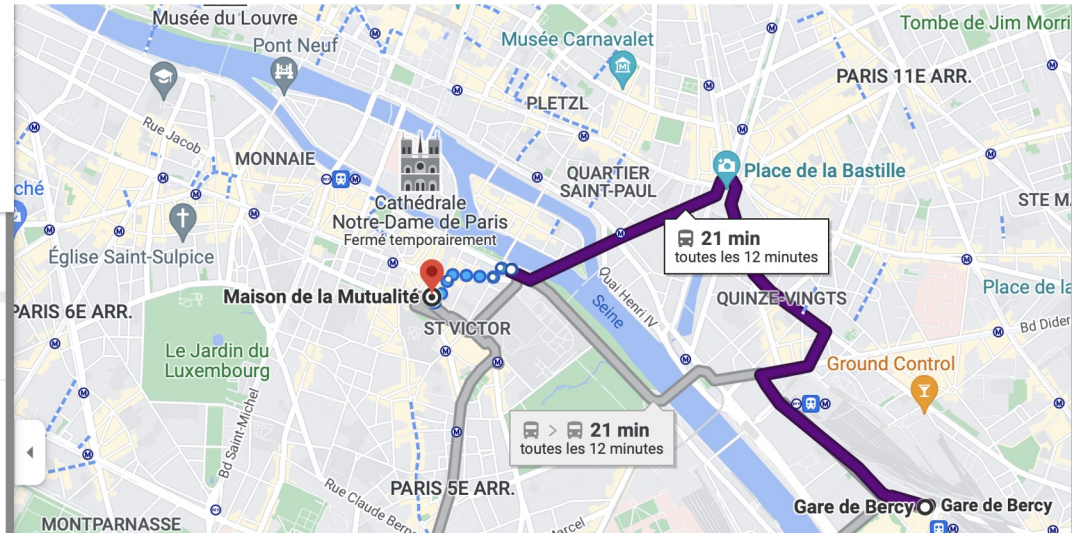 Musée du Louvre
Pont Neuf
Musée Carnavalet
Tombe de Jim Morri
PARIS 11E ARR.
PLETZL
Rue Jacob
MONNAIE
QUARTIER
SAINT-PAUL
Place de la Bastille
ché
STE M
Cathédrale
Notre-Dame de Paris
Fermé temporairement
21 min
toutes les 12 minutes
Église Saint-Sulpice
Quai Henri IV
Seine
Place de la
Maison de la Mutualité
QUINZE-VINGTS
PARIS 6E ARR.
ST VICTOR
Bd Dider
Le Jardin du
Luxembourg
Ground Control
Bd Saint-Michel
> 21 min
toutes les 12 minutes
PARIS 5E ARR.
Rue Claude Bern
Marcel
Gare de Bercy
Gare de Bercy
MONTPARNASSE